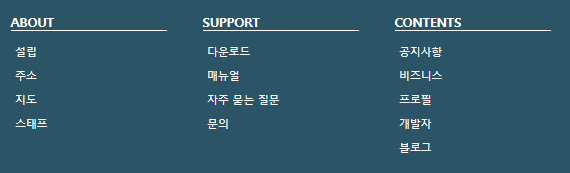 ABOUT
설립
주소
지도
스태프
SUPPORT
다운로드
매뉴얼
자주 묻는 질문
문의
CONTENTS
공지사항
비즈니스
프로필
개발자
블로그